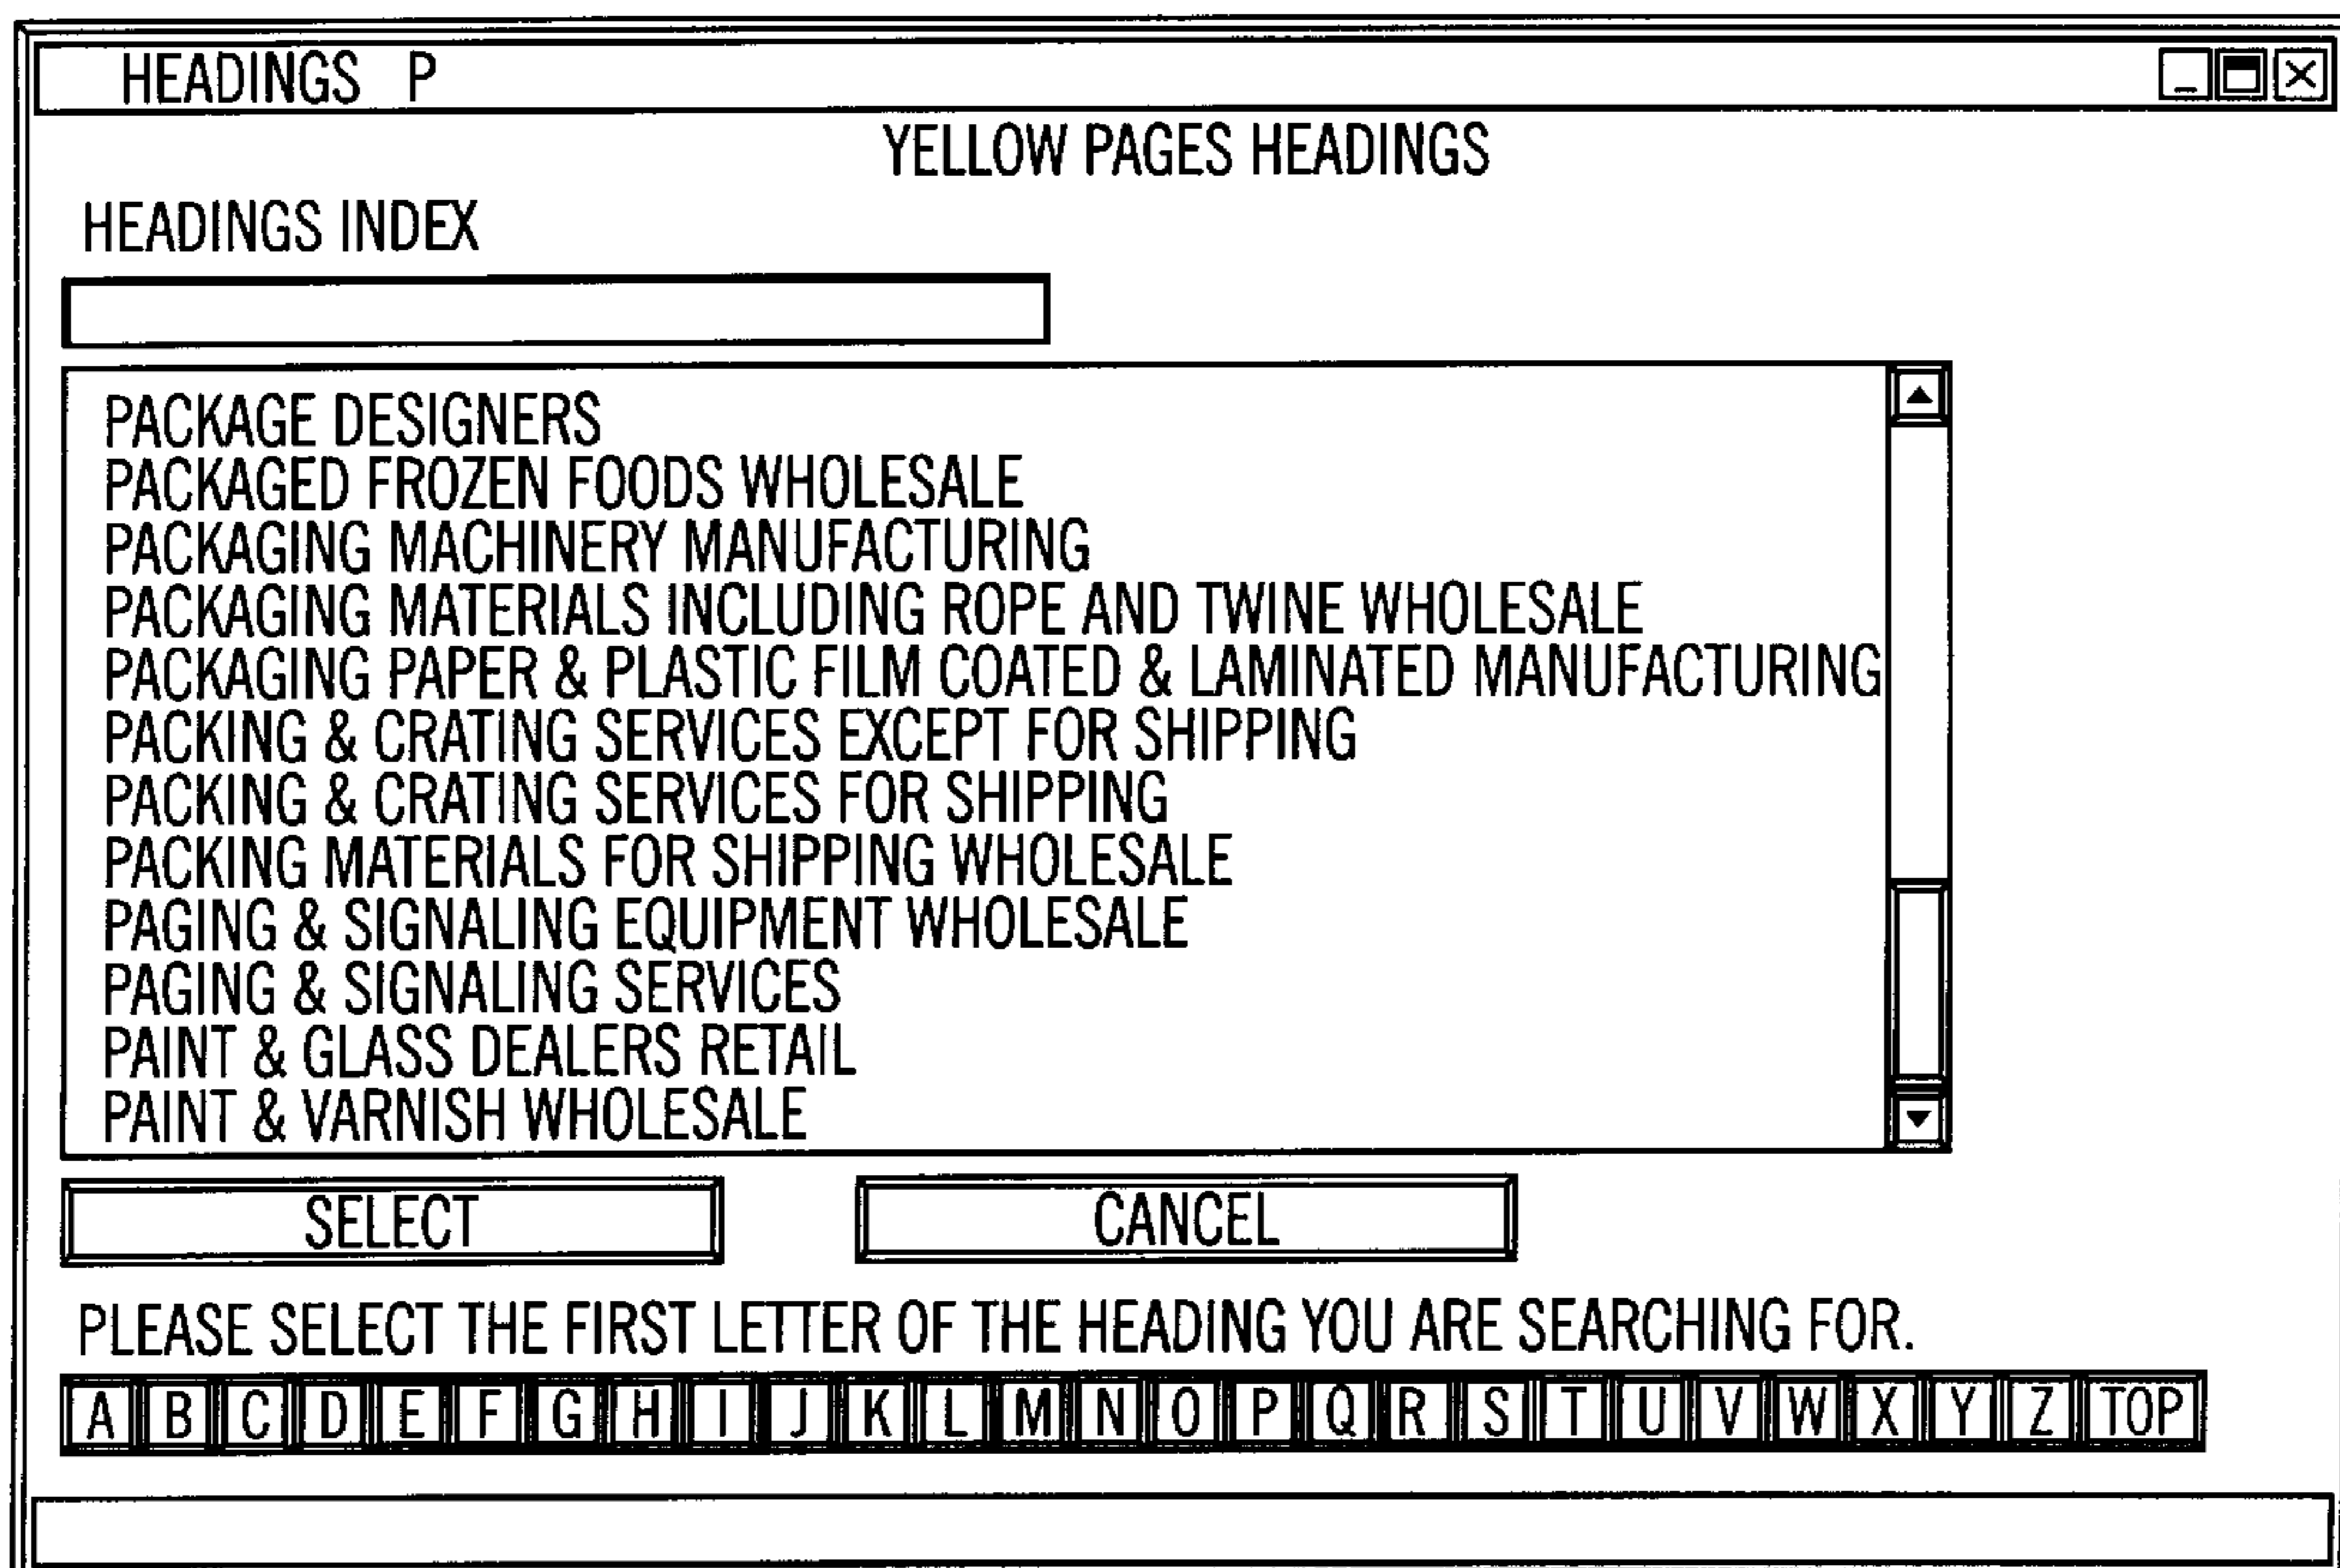 HEADINGS P
YELLOW PAGES HEADINGS
HEADINGS INDEX
PACKAGE DESIGNERS
PACKAGED FROZEN FOODS WHOLESALE
PACKAGING MACHINERY MANUFACTURING
PACKAGING MATERIALS INCLUDING ROPE AND TWINE WHOLESALE
PACKAGING PAPER & PLASTIC FILM COATED & LAMINATED MANUFACTURING
PACKING & CRATING SERVICES EXCEPT FOR SHIPPING
PACKING & CRATING SERVICES FOR SHIPPING
PACKING MATERIALS FOR SHIPPING WHOLESALE
PAGING & SIGNALING EQUIPMENT WHOLESALE
PAGING & SIGNALING SERVICES
PAINT & GLASS DEALERS RETAIL
PAINT & VARNISH WHOLESALE
SELECT CANCEL
PLEASE SELECT THE FIRST LETTER OF THE HEADING YOU ARE SEARCHING FOR.
A B C D E F G H I J K L M N O P Q R S T U V W X Y Z TOP